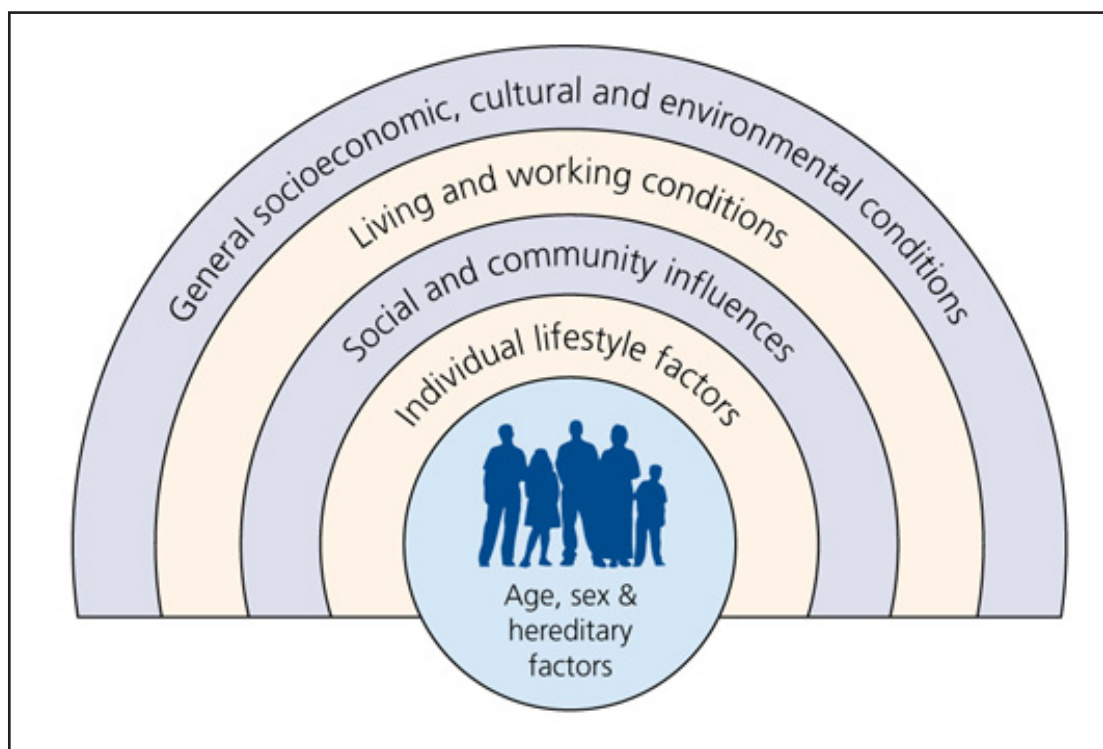 General socioeconomic, cultural and environmental conditions
Living and working conditions
Social and community influences
Individual lifestyle factors
Age, sex &
hereditary
factors